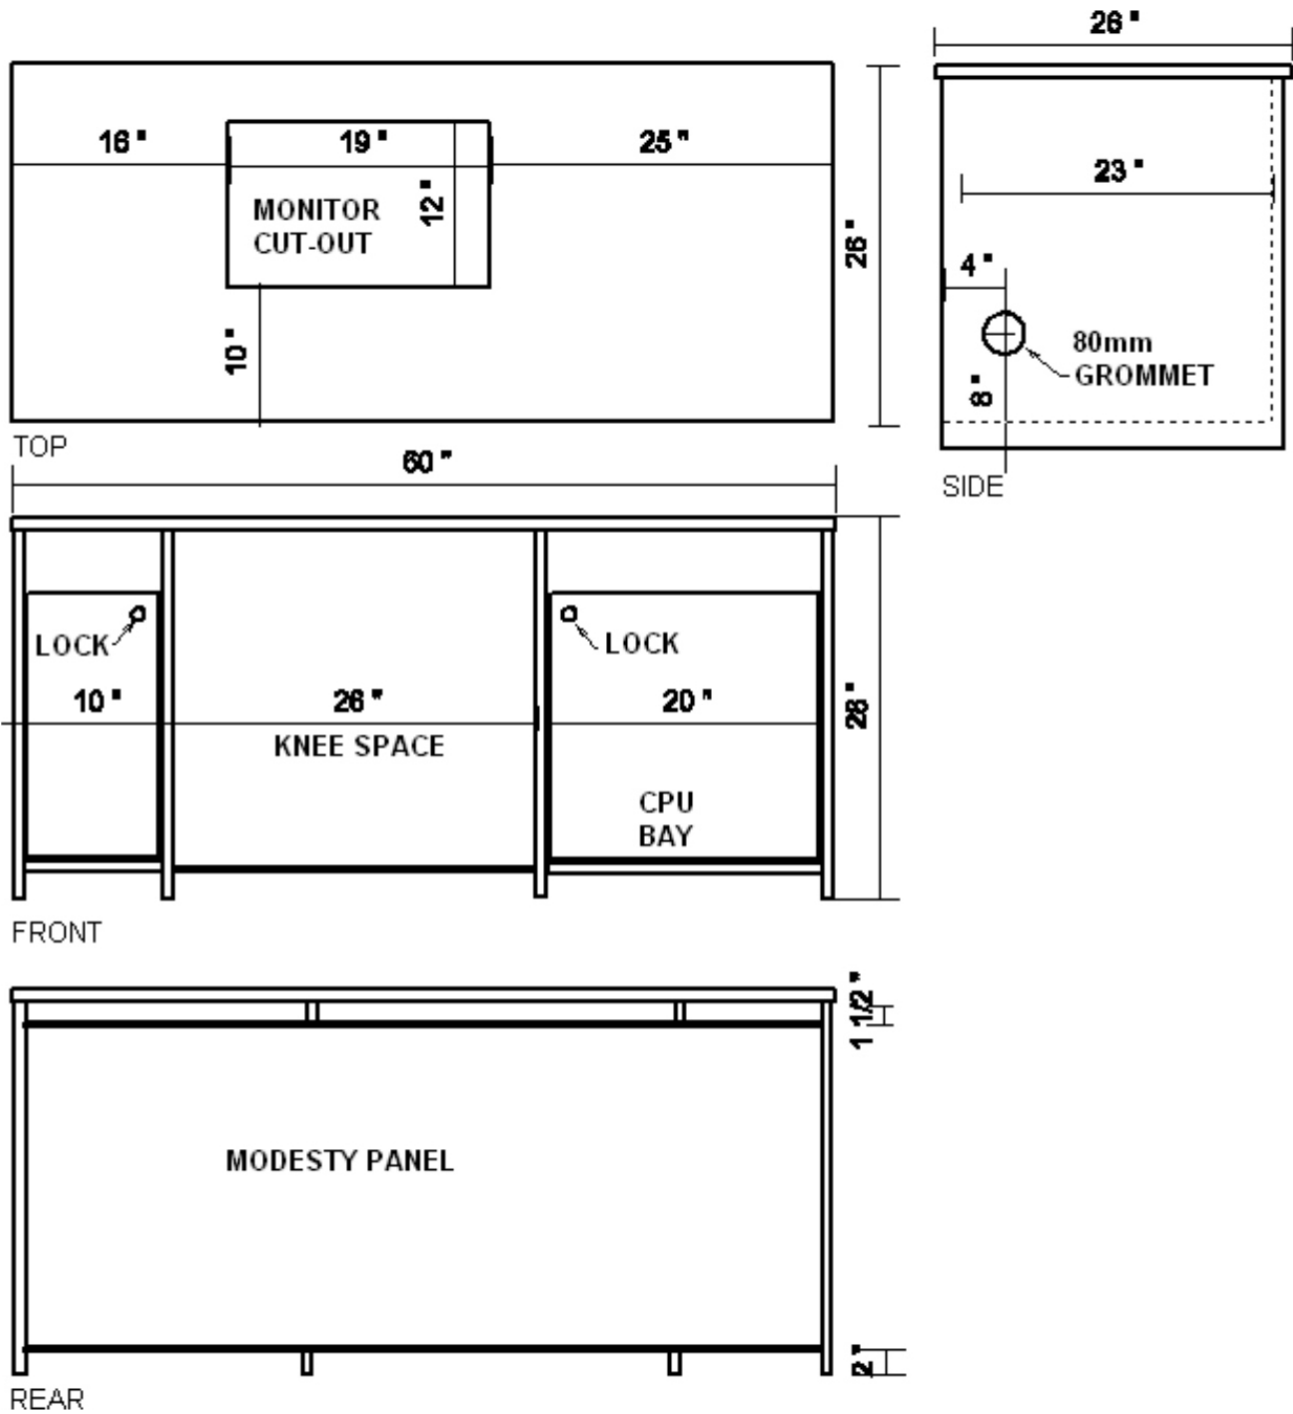 26 "
16 "
19 "
25 "
MONITOR
CUT-OUT
12 "
10 "
26 "
TOP
23 "
4 "
80mm
GROMMET
8 "
SIDE
60 "
LOCK
LOCK
10 "
26 "
20 "
28 "
KNEE SPACE
CPU
BAY
FRONT
1 1/2 "
MODESTY PANEL
2 "
REAR